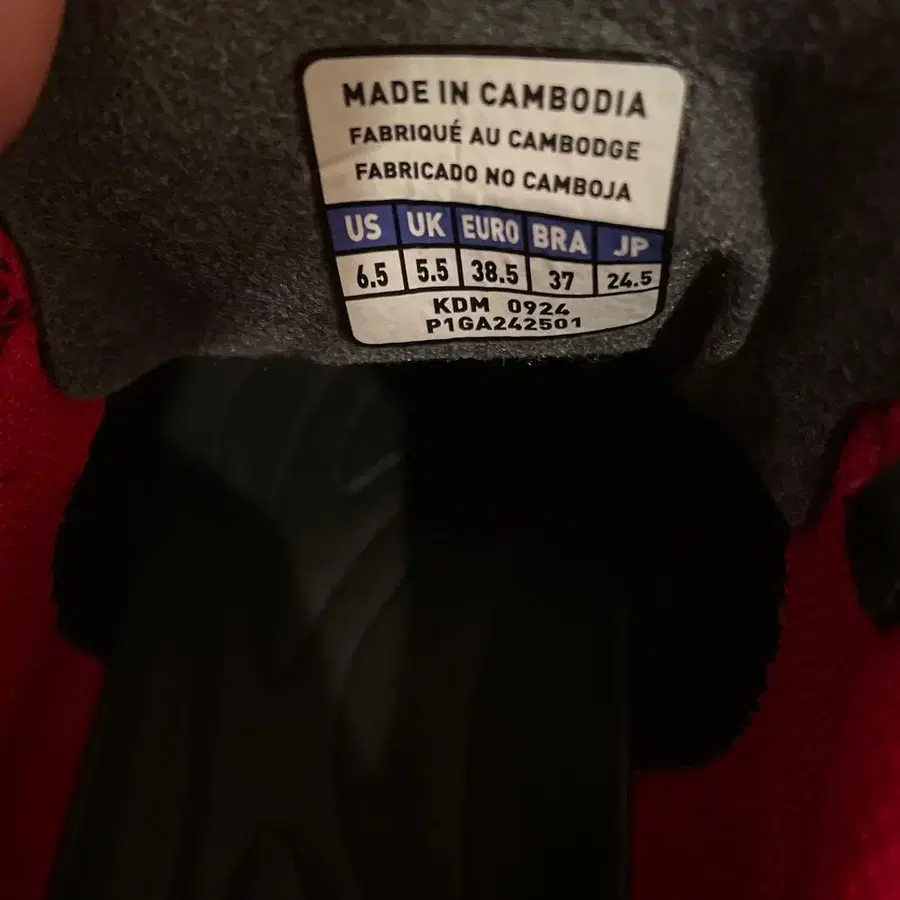 MADE IN CAMBODIA
FABRIQUÉ AU CAMBODGE
FABRICADO NO CAMBOJA
US UK EURO BRA JP
6.5 5.5 38.5 37 24.5
KDM 0924
P1GA242501